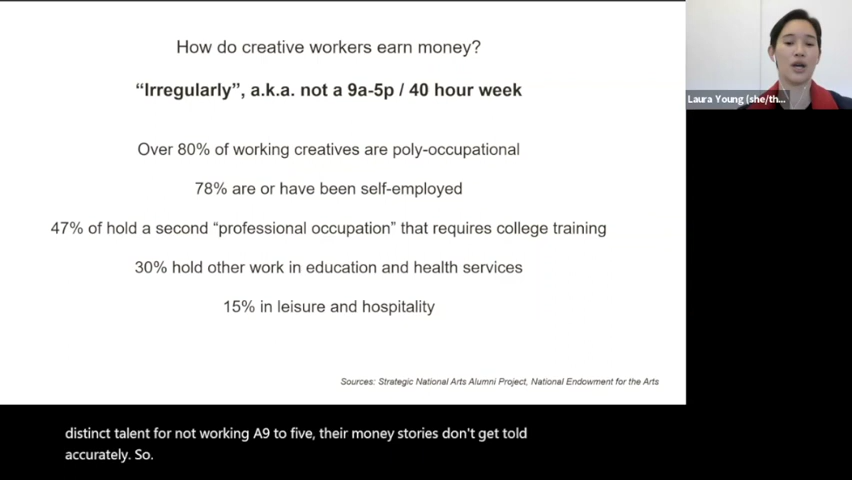 How do creative workers earn money?
“Irregularly”, a.k.a. not a 9a-5p / 40 hour week
Over 80% of working creatives are poly-occupational
78% are or have been self-employed
47% of hold a second “professional occupation” that requires college training
30% hold other work in education and health services
15% in leisure and hospitality
Sources: Strategic National Arts Alumni Project, National Endowment for the Arts
Laura Young (she/th...
distinct talent for not working A9 to five, their money stories don't get told
accurately. So.